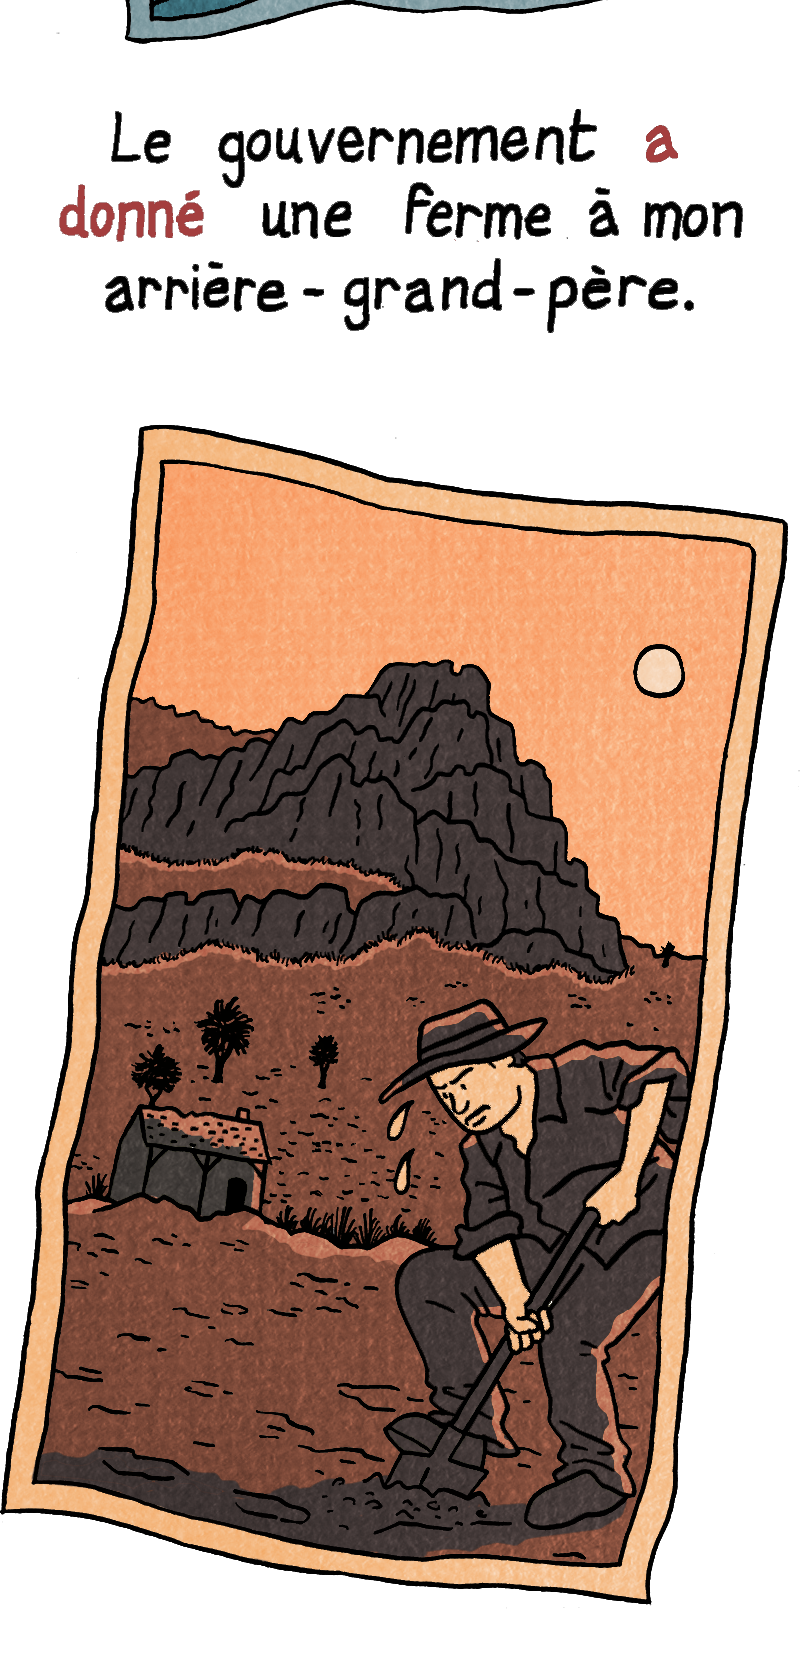 Le gouvernement a
donné une ferme à mon
arrière-grand-père.